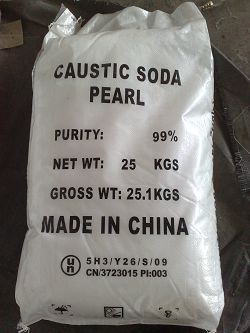 CAUSTIC SODA
PEARL
PURITY: 99%
NET WT: 25 KGS
GROSS WT: 25.1KGS
MADE IN CHINA
UN 5H3/Y26/S/09
CN/3723015 PI:003